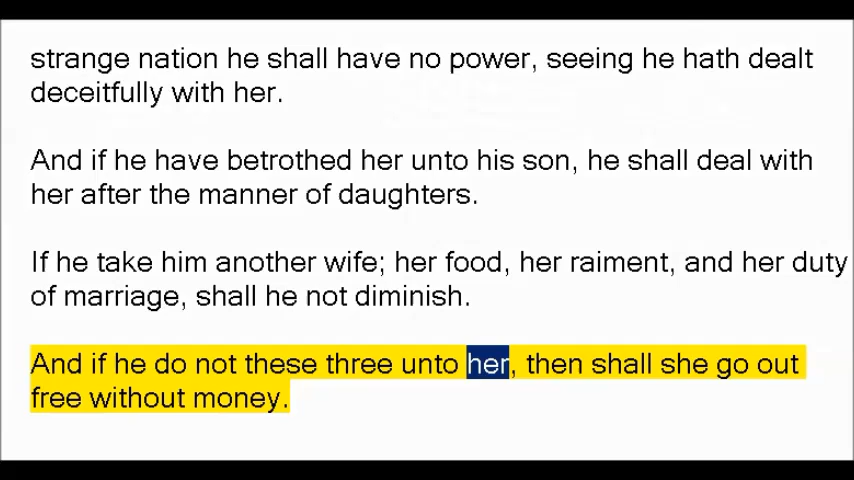 strange nation he shall have no power, seeing he hath dealt
deceitfully with her.
And if he have betrothed her unto his son, he shall deal with
her after the manner of daughters.
If he take him another wife; her food, her raiment, and her duty
of marriage, shall he not diminish.
And if he do not these three unto her, then shall she go out
free without money.